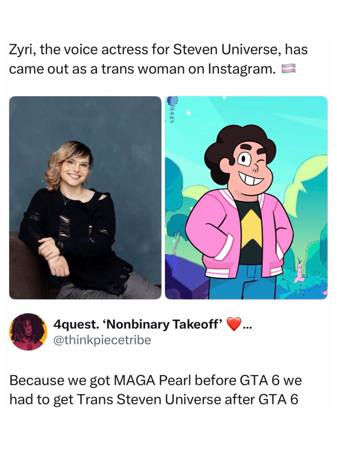 Zyri, the voice actress for Steven Universe, has
came out as a trans woman on Instagram.
4quest. ‘Nonbinary Takeoff’ ❤️...
@thinkpiecetribe
Because we got MAGA Pearl before GTA 6 we
had to get Trans Steven Universe after GTA 6